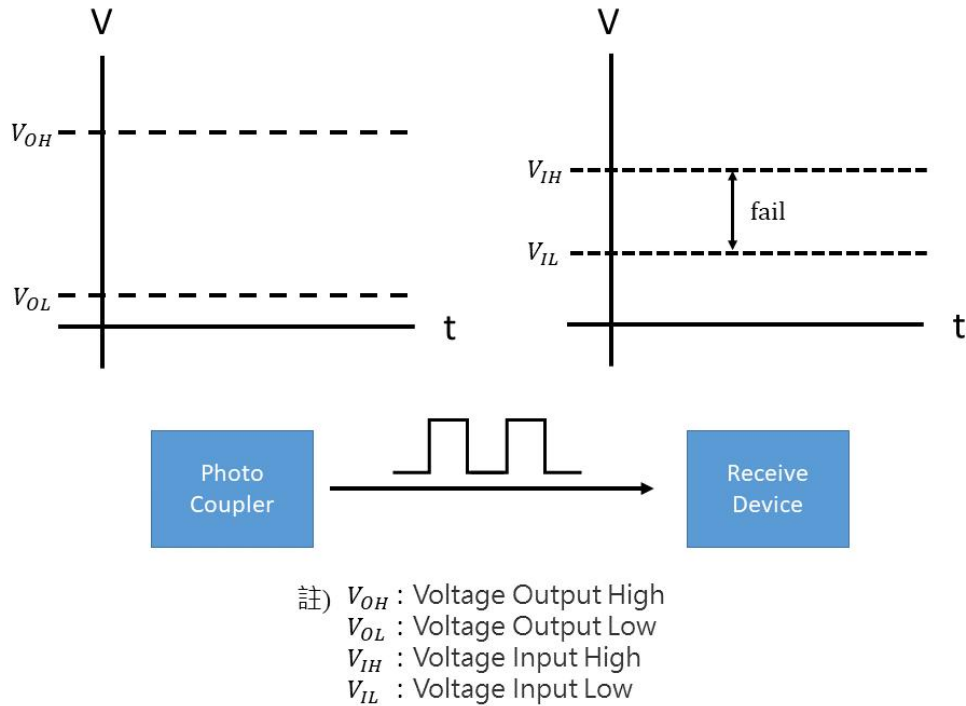 V
V_OH
V_OL
t
V
V_IH
fail
V_IL
t
Photo
Coupler
Receive
Device
註) V_OH : Voltage Output High
V_OL : Voltage Output Low
V_IH : Voltage Input High
V_IL : Voltage Input Low